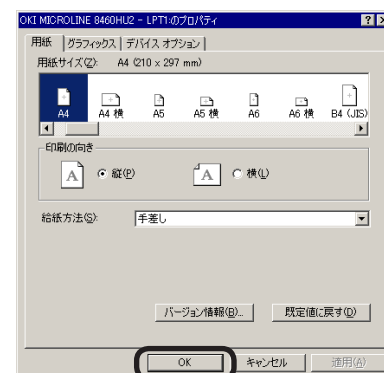 OKI MICROLINE 8460HU2 - LPT1:のプロパティ
用紙 グラフィックス デバイス オプション
用紙サイズ(Z): A4 (210 x 297 mm)
A4 A4 横 A5 A5 横 A6 A6 横 B4 (JIS)
印刷の向き
A 縦(P) A 横(L)
給紙方法(S): 手差し
バージョン情報(B)... 既定値に戻す(D)
OK キャンセル 適用(A)